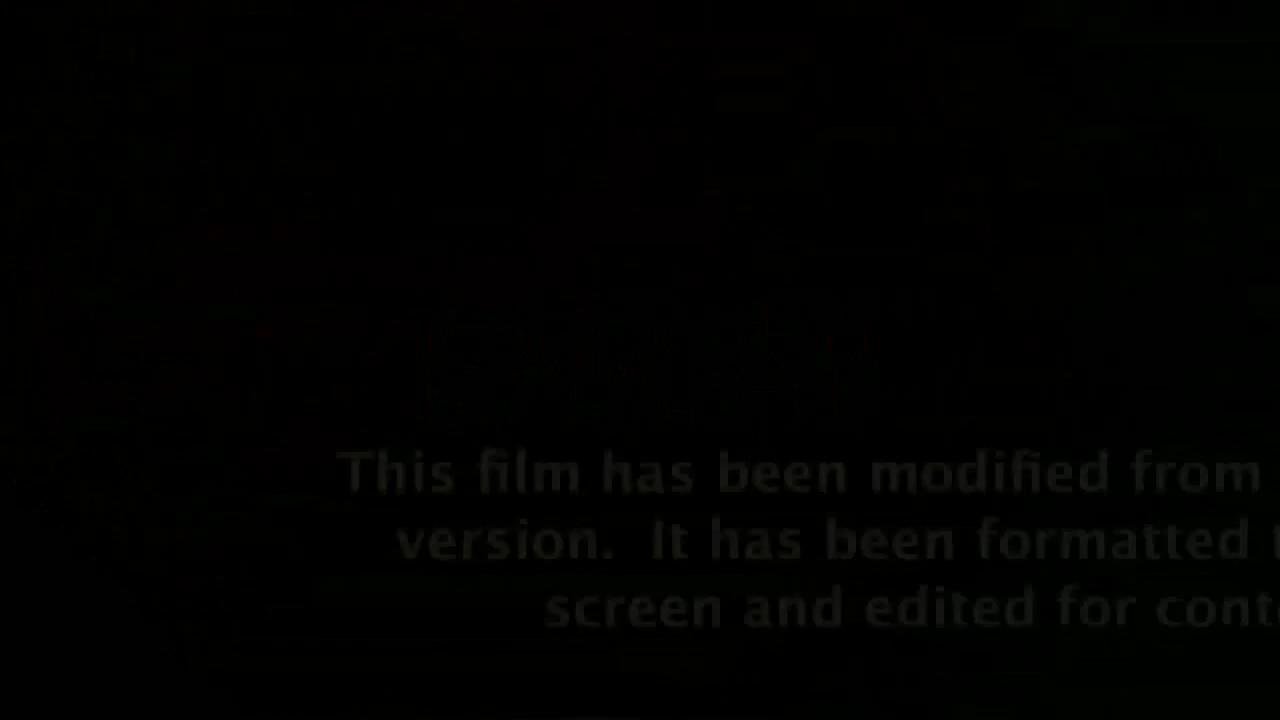 This film has been modified from
version. It has been formatted
screen and edited for cont